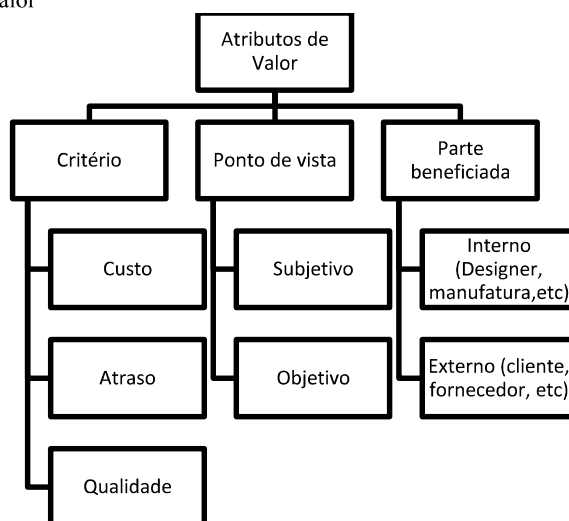 Atributos de
Valor
Critério
Ponto de vista
Parte
beneficiada
Custo
Subjetivo
Interno
(Designer,
manufatura,etc)
Atraso
Objetivo
Externo (cliente,
fornecedor, etc)
Qualidade